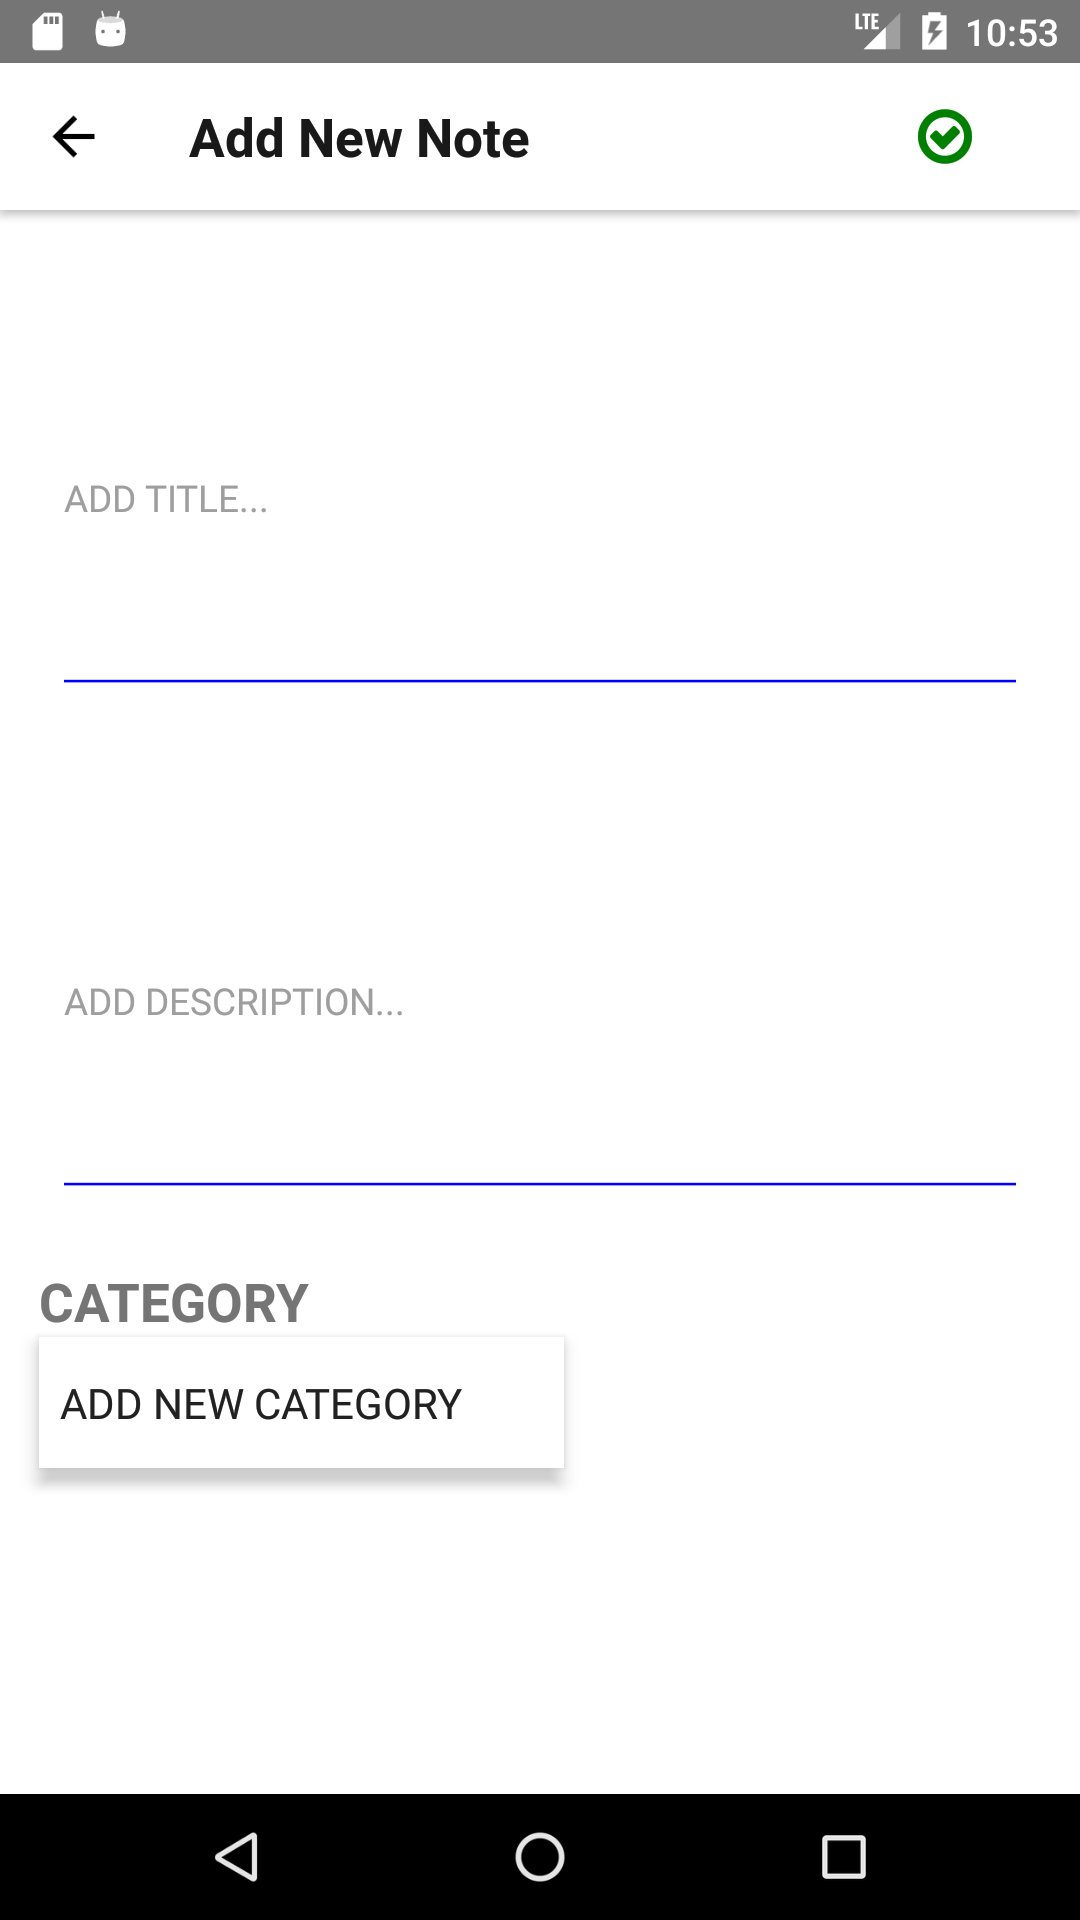 LTE 10:53
Add New Note
ADD TITLE...
ADD DESCRIPTION...
CATEGORY
ADD NEW CATEGORY